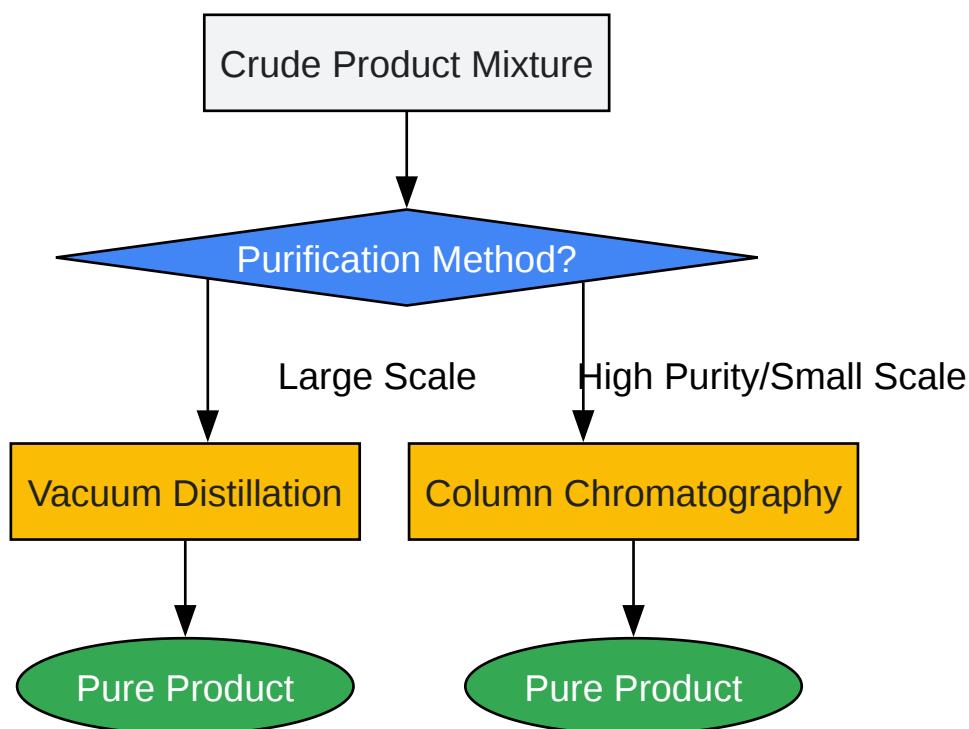 Crude Product Mixture
Purification Method?
Large Scale
High Purity/Small Scale
Vacuum Distillation
Column Chromatography
Pure Product
Pure Product